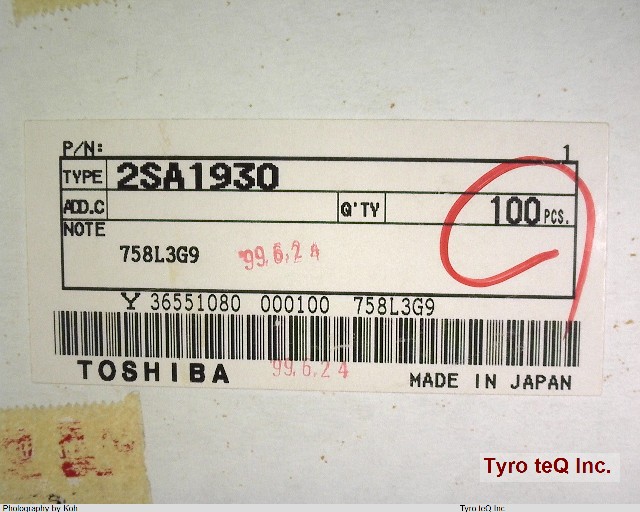 P/N: 1
TYPE 2SA1930
ADD.C Q'TY 100 PCS.
NOTE
758L3G9 99.6.24
Y 36551080 000100 758L3G9
TOSHIBA 99.6.24 MADE IN JAPAN
Tyro teQ Inc.
Photography by Koh Tyro teQ Inc